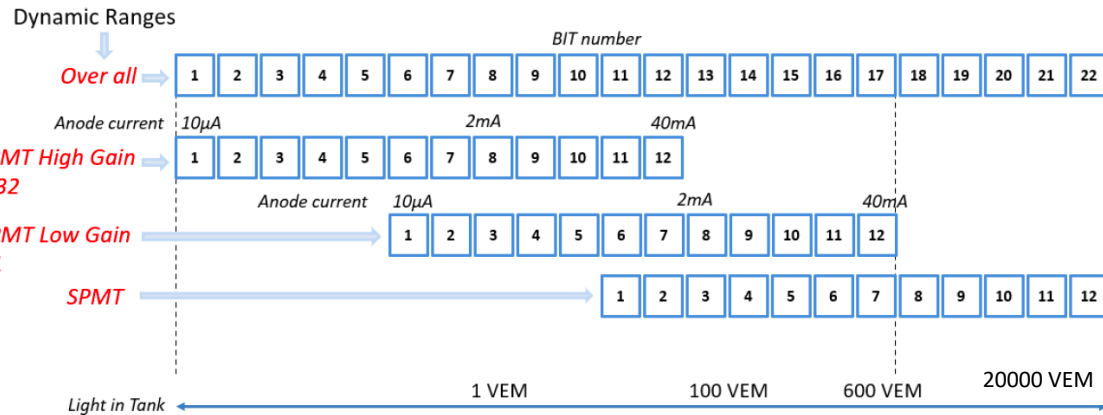 Dynamic Ranges
BIT number
Over all 1 2 3 4 5 6 7 8 9 10 11 12 13 14 15 16 17 18 19 20 21 22
Anode current 10µA 2mA 40mA
MT High Gain 1 2 3 4 5 6 7 8 9 10 11 12
32
Anode current 10µA 2mA 40mA
MT Low Gain 1 2 3 4 5 6 7 8 9 10 11 12
SPMT 1 2 3 4 5 6 7 8 9 10 11 12
1 VEM 100 VEM 600 VEM 20000 VEM
Light in Tank